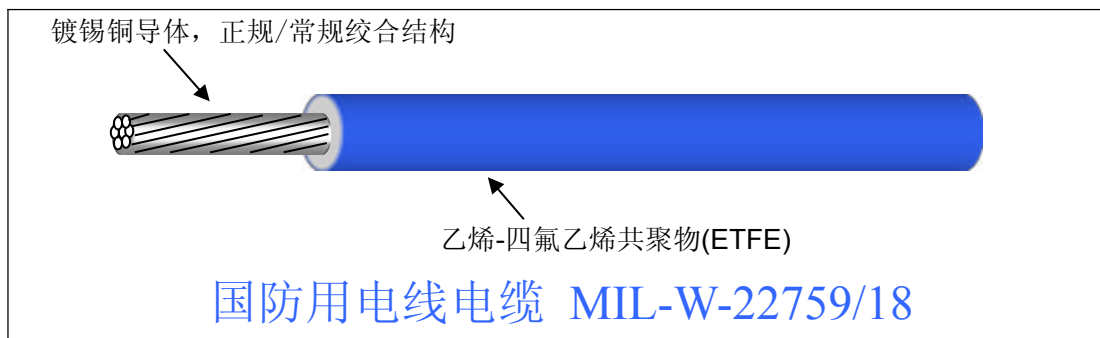 镀锡铜导体，正规/常规绞合结构
乙烯-四氟乙烯共聚物(ETFE)
国防用电线电缆 MIL-W-22759/18